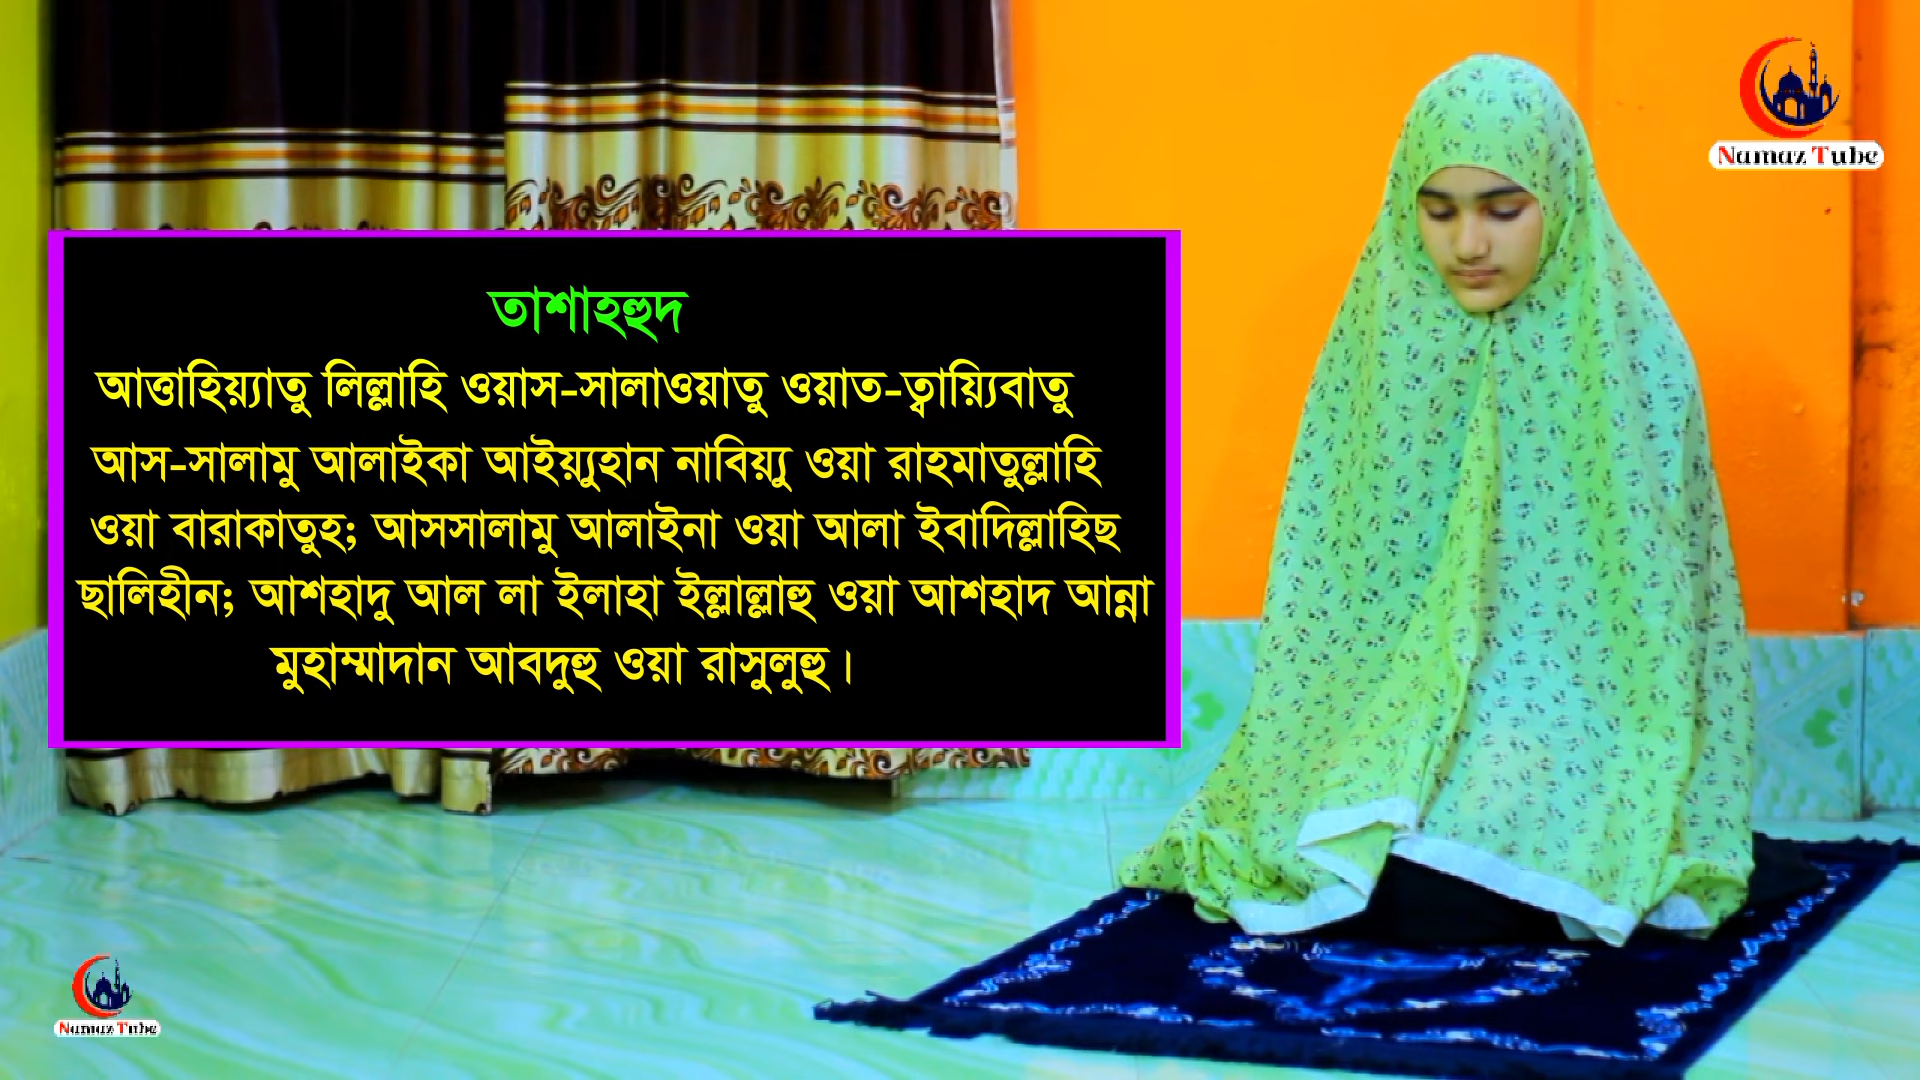 Namaz Tube
তাশাহহুদ
আত্তাহিয়্যাতু লিল্লাহি ওয়াস-সালাওয়াতু ওয়াত-ত্বায়্যিবাতু
আস-সালামু আলাইকা আইয়্যুহান নাবিয়্যু ওয়া রাহমাতুল্লাহি
ওয়া বারাকাতুহ; আসসালামু আলাইনা ওয়া আলা ইবাদিল্লাহিছ
ছালিহীন; আশহাদু আল লা ইলাহা ইল্লাল্লাহু ওয়া আশহাদ আন্না
মুহাম্মাদান আবদুহু ওয়া রাসুলুহু।
Namaz Tube